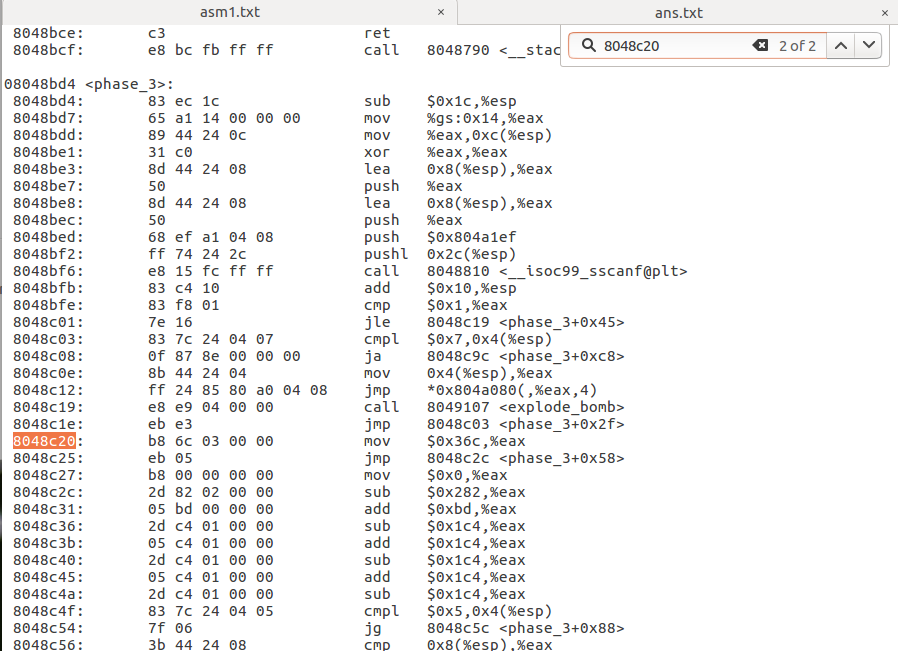 asm1.txt × ans.txt ×
8048c20 2 of 2
8048bce: c3 ret
8048bcf: e8 bc fb ff ff call 8048790 <__stac
08048bd4 <phase_3>:
8048bd4: 83 ec 1c sub $0x1c,%esp
8048bd7: 65 a1 14 00 00 00 mov %gs:0x14,%eax
8048bdd: 89 44 24 0c mov %eax,0xc(%esp)
8048be1: 31 c0 xor %eax,%eax
8048be3: 8d 44 24 08 lea 0x8(%esp),%eax
8048be7: 50 push %eax
8048be8: 8d 44 24 08 lea 0x8(%esp),%eax
8048bec: 50 push %eax
8048bed: 68 ef a1 04 08 push $0x804a1ef
8048bf2: ff 74 24 2c pushl 0x2c(%esp)
8048bf6: e8 15 fc ff ff call 8048810 <__isoc99_sscanf@plt>
8048bfb: 83 c4 10 add $0x10,%esp
8048bfe: 83 f8 01 cmp $0x1,%eax
8048c01: 7e 16 jle 8048c19 <phase_3+0x45>
8048c03: 83 7c 24 04 07 cmpl $0x7,0x4(%esp)
8048c08: 0f 87 8e 00 00 00 ja 8048c9c <phase_3+0xc8>
8048c0e: 8b 44 24 04 mov 0x4(%esp),%eax
8048c12: ff 24 85 80 a0 04 08 jmp *0x804a080(,%eax,4)
8048c19: e8 e9 04 00 00 call 8049107 <explode_bomb>
8048c1e: eb e3 jmp 8048c03 <phase_3+0x2f>
8048c20: b8 6c 03 00 00 mov $0x36c,%eax
8048c25: eb 05 jmp 8048c2c <phase_3+0x58>
8048c27: b8 00 00 00 00 mov $0x0,%eax
8048c2c: 2d 82 02 00 00 sub $0x282,%eax
8048c31: 05 bd 00 00 00 add $0xbd,%eax
8048c36: 2d c4 01 00 00 sub $0x1c4,%eax
8048c3b: 05 c4 01 00 00 add $0x1c4,%eax
8048c40: 2d c4 01 00 00 sub $0x1c4,%eax
8048c45: 05 c4 01 00 00 add $0x1c4,%eax
8048c4a: 2d c4 01 00 00 sub $0x1c4,%eax
8048c4f: 83 7c 24 04 05 cmpl $0x5,0x4(%esp)
8048c54: 7f 06 jg 8048c5c <phase_3+0x88>
8048c56: 3b 44 24 08 cmp 0x8(%esp),%eax